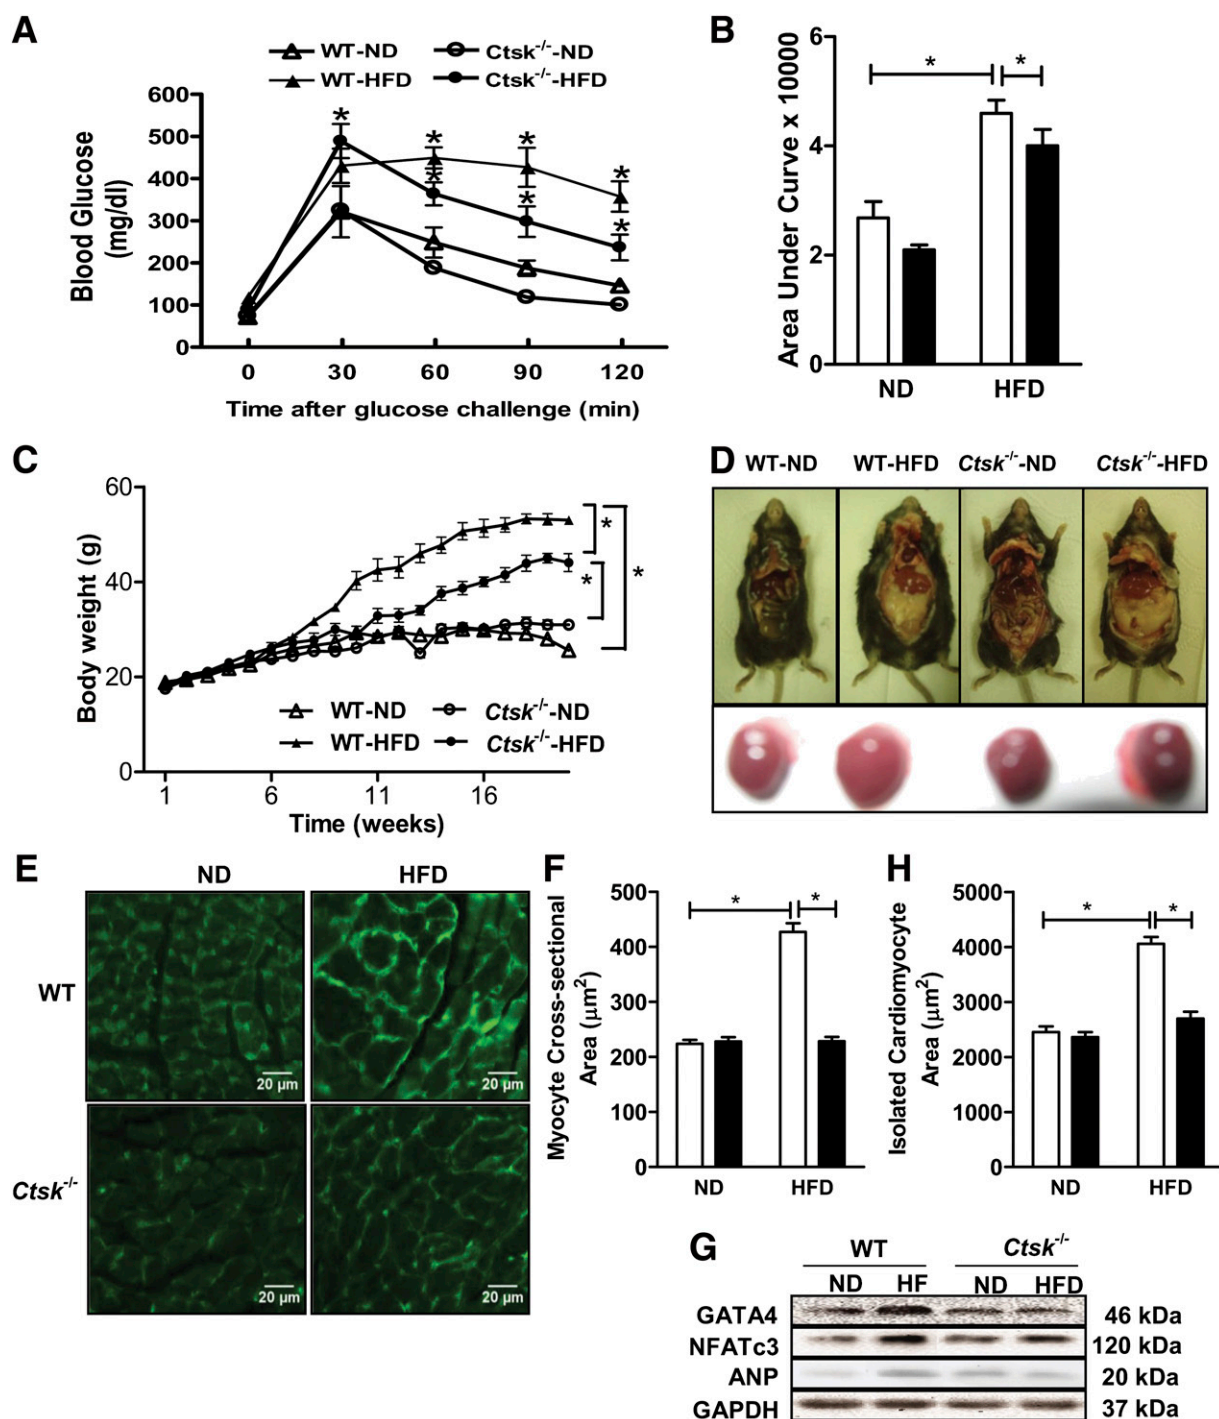 A
WT-ND
Ctsk-/--ND
WT-HFD
Ctsk-/--HFD
Blood Glucose
(mg/dl)
600
500
400
300
200
100
0
* * * *
* * *
0 30 60 90 120
Time after glucose challenge (min)
B
Area Under Curve x 10000
6
4
2
0
* *
ND HFD
C
Body weight (g)
60
40
20
0
*
*
*
WT-ND
Ctsk-/--ND
WT-HFD
Ctsk-/--HFD
1 6 11 16
Time (weeks)
D
WT-ND WT-HFD Ctsk-/--ND Ctsk-/--HFD
E
ND HFD
WT
Ctsk-/-
20 µm
20 µm
20 µm
20 µm
F
Myocyte Cross-sectional
Area (µm2)
500
400
300
200
100
0
* *
ND HFD
H
Isolated Cardiomyocyte
Area (µm2)
5000
4000
3000
2000
1000
0
* *
ND HFD
G
WT Ctsk-/-
ND HF ND HFD
GATA4 46 kDa
NFATc3 120 kDa
ANP 20 kDa
GAPDH 37 kDa